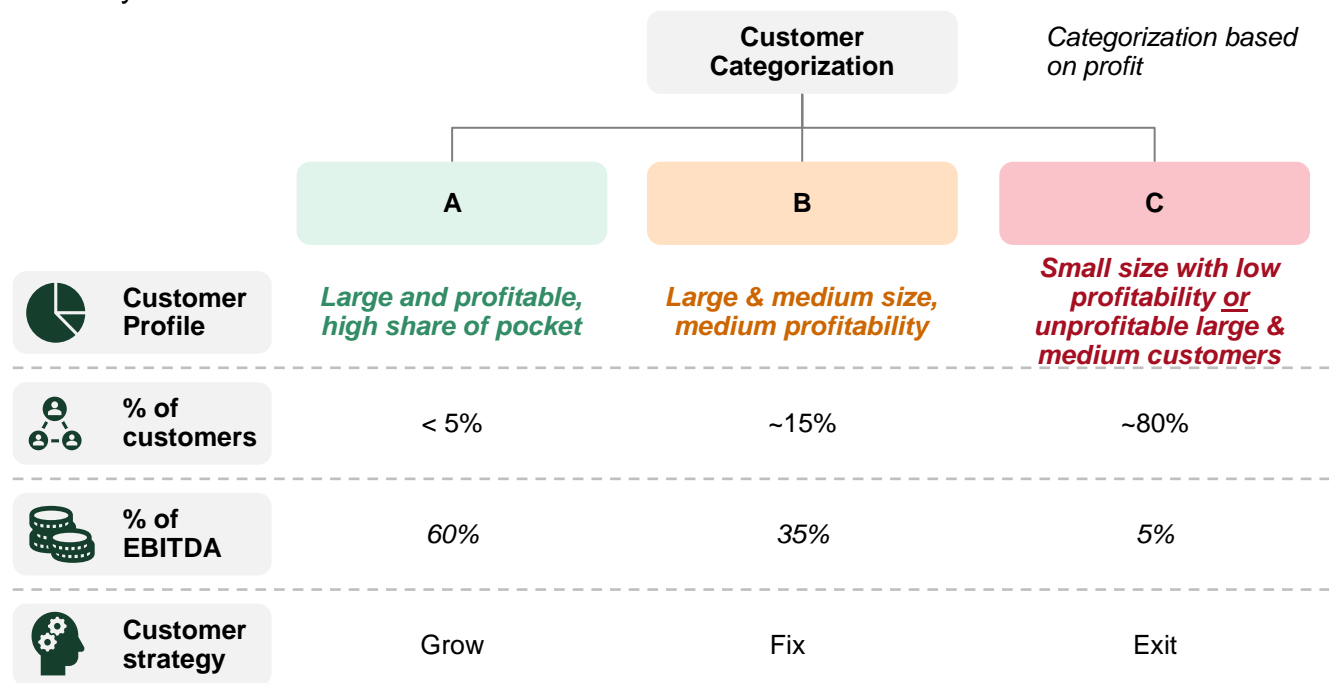 Customer
Categorization
Categorization based
on profit
A
B
C
Customer
Profile
Large and profitable,
high share of pocket
Large & medium size,
medium profitability
Small size with low
profitability or
unprofitable large &
medium customers
% of
customers
< 5%
~15%
~80%
% of
EBITDA
60%
35%
5%
Customer
strategy
Grow
Fix
Exit